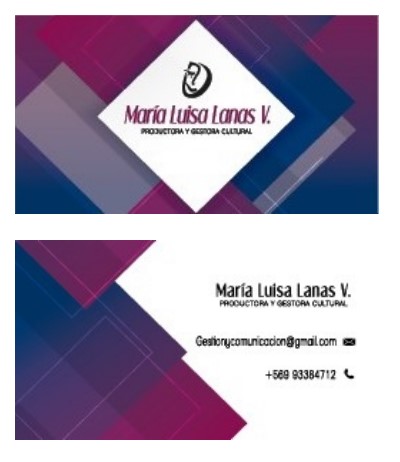 María Luisa Lanas V.
PRODUCTORA Y GESTORA CULTURAL
María Luisa Lanas V.
PRODUCTORA Y GESTORA CULTURAL
Gestionycomunicacion@gmail.com
+569 93384712